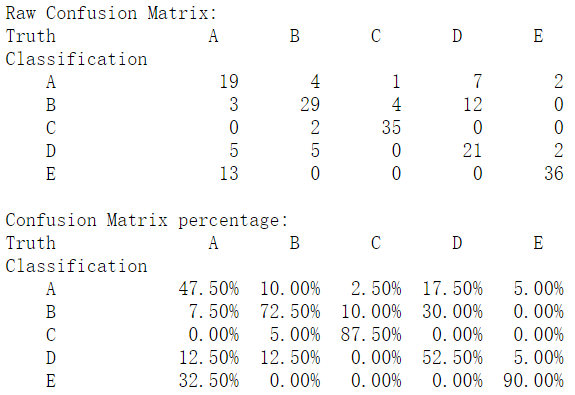 Raw Confusion Matrix:
Truth A B C D E
Classification
A 19 4 1 7 2
B 3 29 4 12 0
C 0 2 35 0 0
D 5 5 0 21 2
E 13 0 0 0 36
Confusion Matrix percentage:
Truth A B C D E
Classification
A 47.50% 10.00% 2.50% 17.50% 5.00%
B 7.50% 72.50% 10.00% 30.00% 0.00%
C 0.00% 5.00% 87.50% 0.00% 0.00%
D 12.50% 12.50% 0.00% 52.50% 5.00%
E 32.50% 0.00% 0.00% 0.00% 90.00%